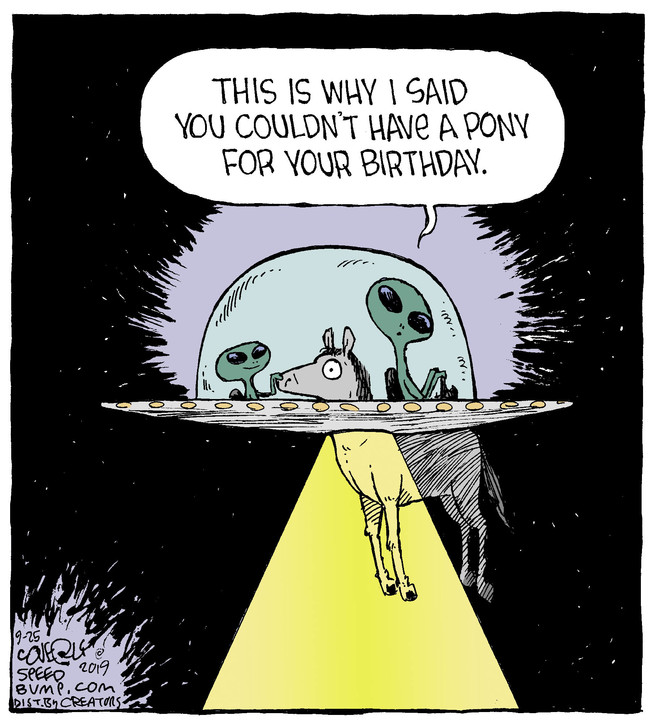 THIS IS WHY I SAID
YOU COULDN'T HAVE A PONY
FOR YOUR BIRTHDAY.
9-25
COVERLY ©
2019
SPEED
BUMP.COM
DIST. BY CREATORS